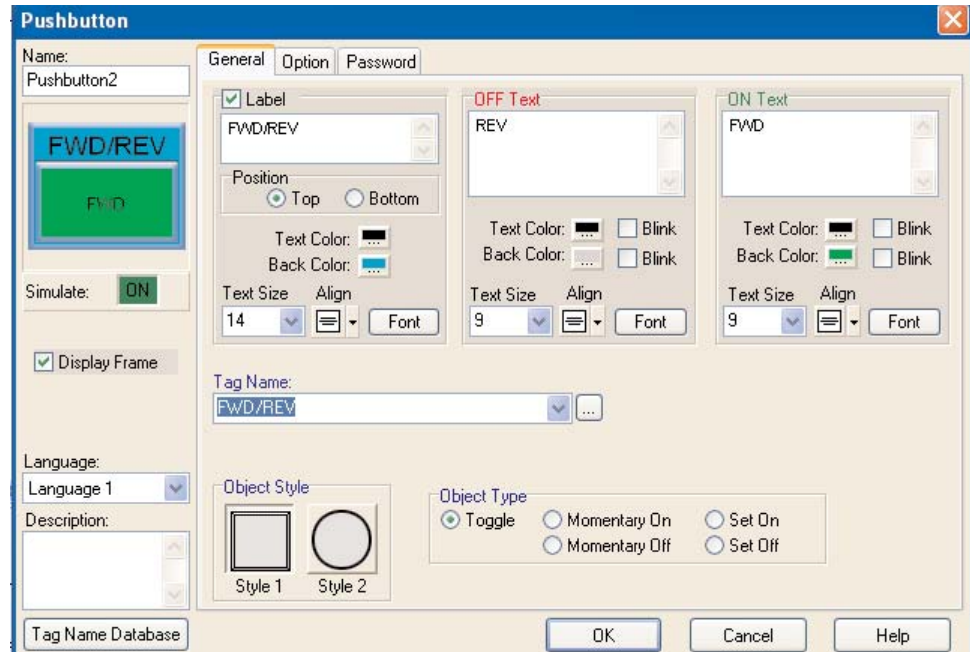 Pushbutton
Name:
Pushbutton2
FWD/REV
FWD
Simulate: ON
Display Frame
Language:
Language 1
Description:
Tag Name Database
General Option Password
Label
FWD/REV
Position
Top Bottom
Text Color: ...
Back Color: ...
Text Size Align
14 Font
OFF Text
REV
Text Color: ... Blink
Back Color: ... Blink
Text Size Align
9 Font
ON Text
FWD
Text Color: ... Blink
Back Color: ... Blink
Text Size Align
9 Font
Tag Name:
FWD/REV ...
Object Style
Style 1 Style 2
Object Type
Toggle Momentary On Set On
Momentary Off Set Off
OK Cancel Help